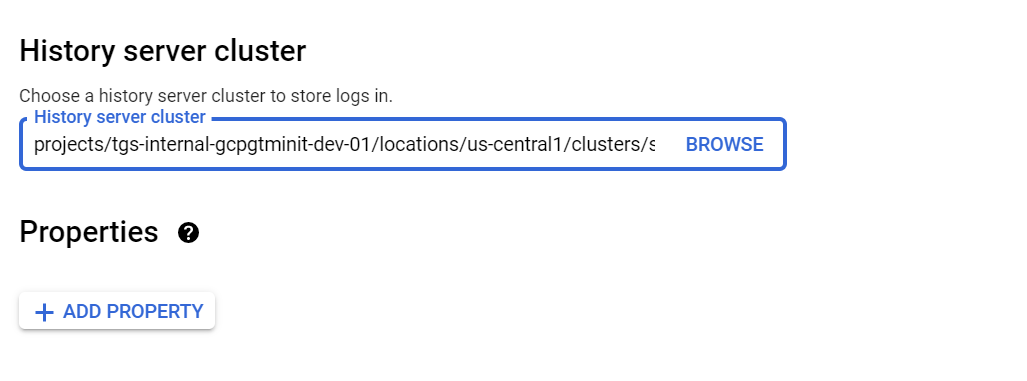 History server cluster
Choose a history server cluster to store logs in.
History server cluster
projects/tgs-internal-gcpgtminit-dev-01/locations/us-central1/clusters/s
BROWSE
Properties ?
+ ADD PROPERTY